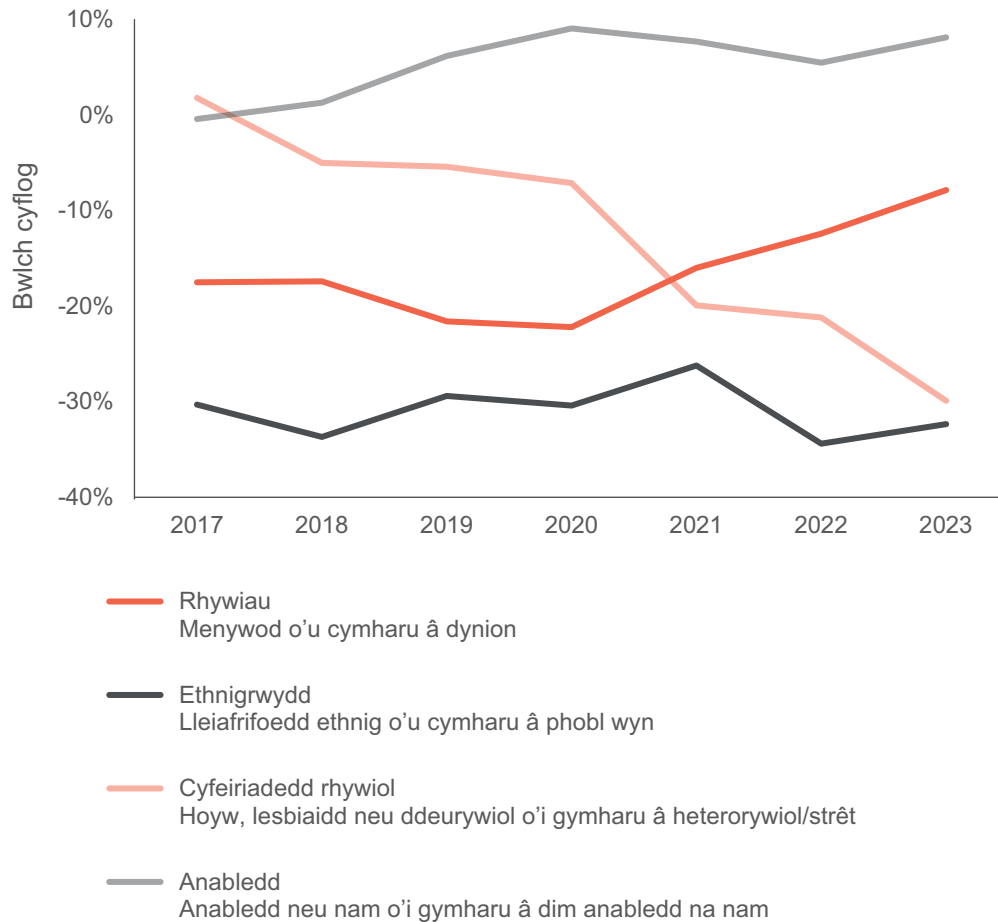 10%
0%
-10%
-20%
-30%
-40%
Bwlch cyflog
2017 2018 2019 2020 2021 2022 2023
Rhywiau
Menywod o’u cymharu â dynion
Ethnigrwydd
Lleiafrifoedd ethnig o’u cymharu â phobl wyn
Cyfeiriadedd rhywiol
Hoyw, lesbiaidd neu ddeurywiol o’i gymharu â heterorywiol/strêt
Anabledd
Anabledd neu nam o’i gymharu â dim anabledd na nam